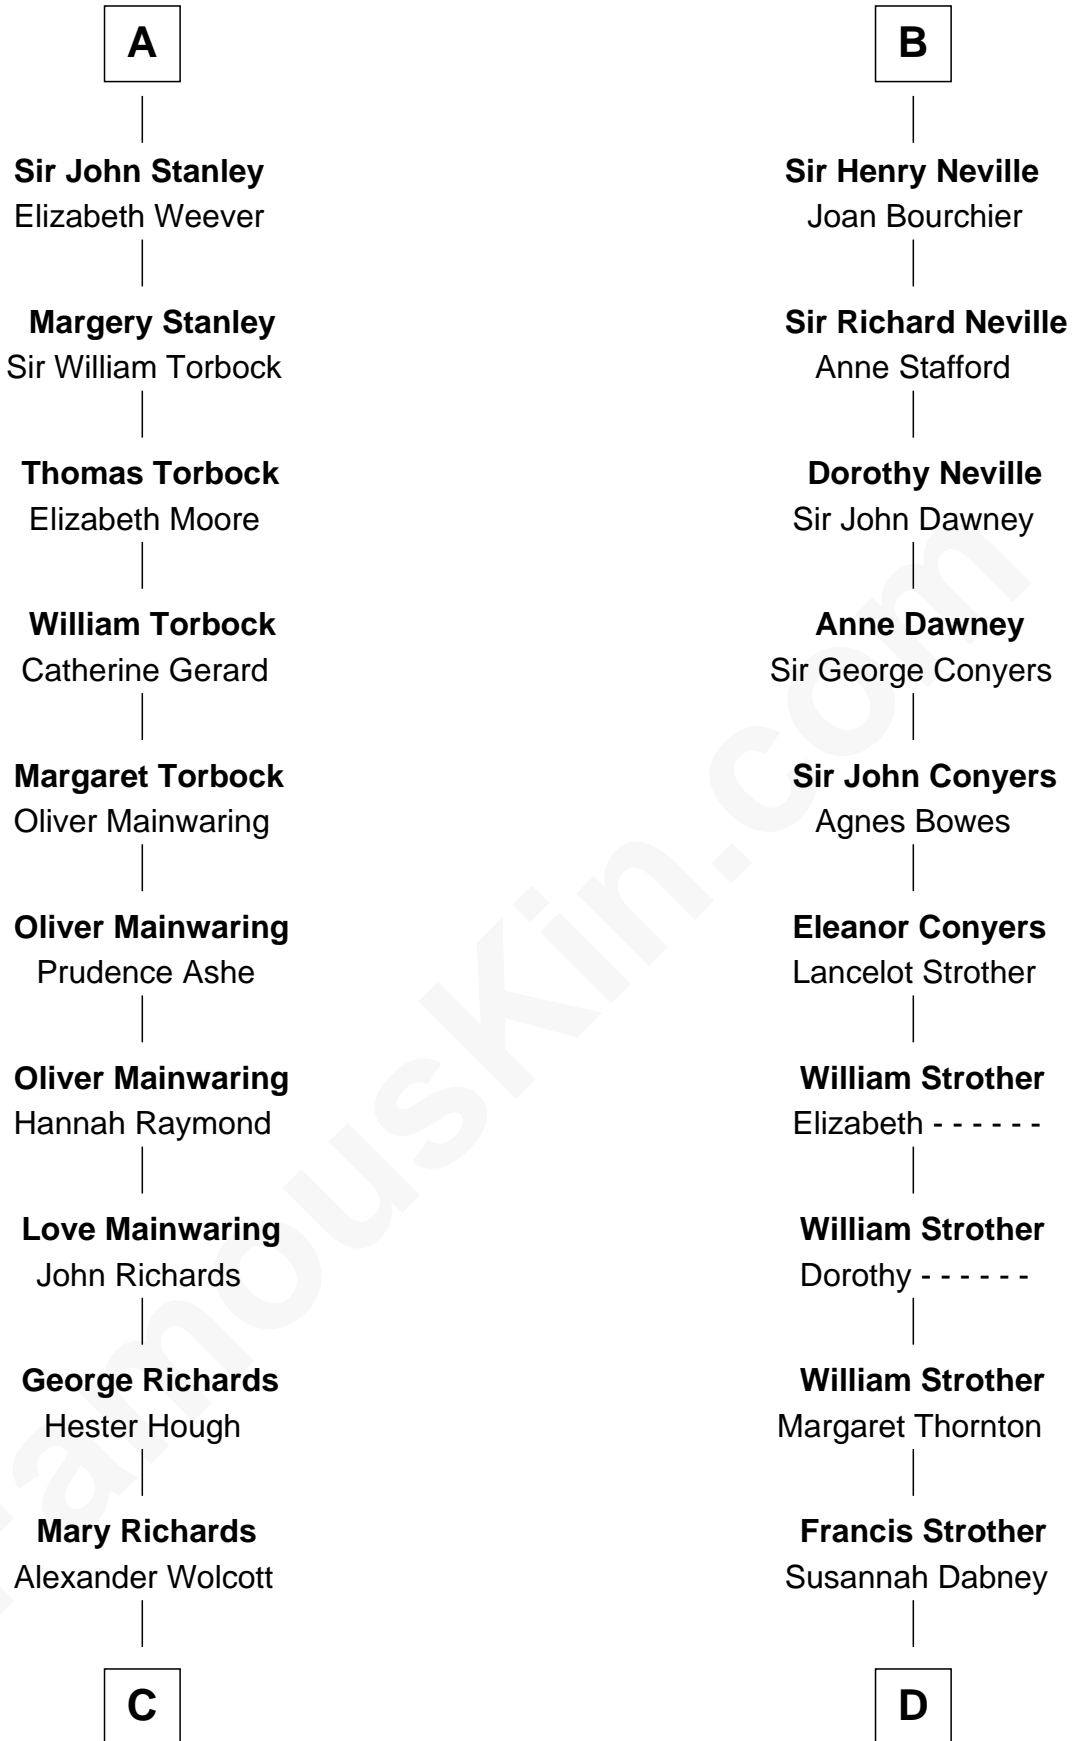 A
Sir John Stanley
Elizabeth Weever
Margery Stanley
Sir William Torbock
Thomas Torbock
Elizabeth Moore
William Torbock
Catherine Gerard
Margaret Torbock
Oliver Mainwaring
Oliver Mainwaring
Prudence Ashe
Oliver Mainwaring
Hannah Raymond
Love Mainwaring
John Richards
George Richards
Hester Hough
Mary Richards
Alexander Wolcott
C
B
Sir Henry Neville
Joan Bourchier
Sir Richard Neville
Anne Stafford
Dorothy Neville
Sir John Dawney
Anne Dawney
Sir George Conyers
Sir John Conyers
Agnes Bowes
Eleanor Conyers
Lancelot Strother
William Strother
Elizabeth - - - - - -
William Strother
Dorothy - - - - - -
William Strother
Margaret Thornton
Francis Strother
Susannah Dabney
D
FamousKin.com